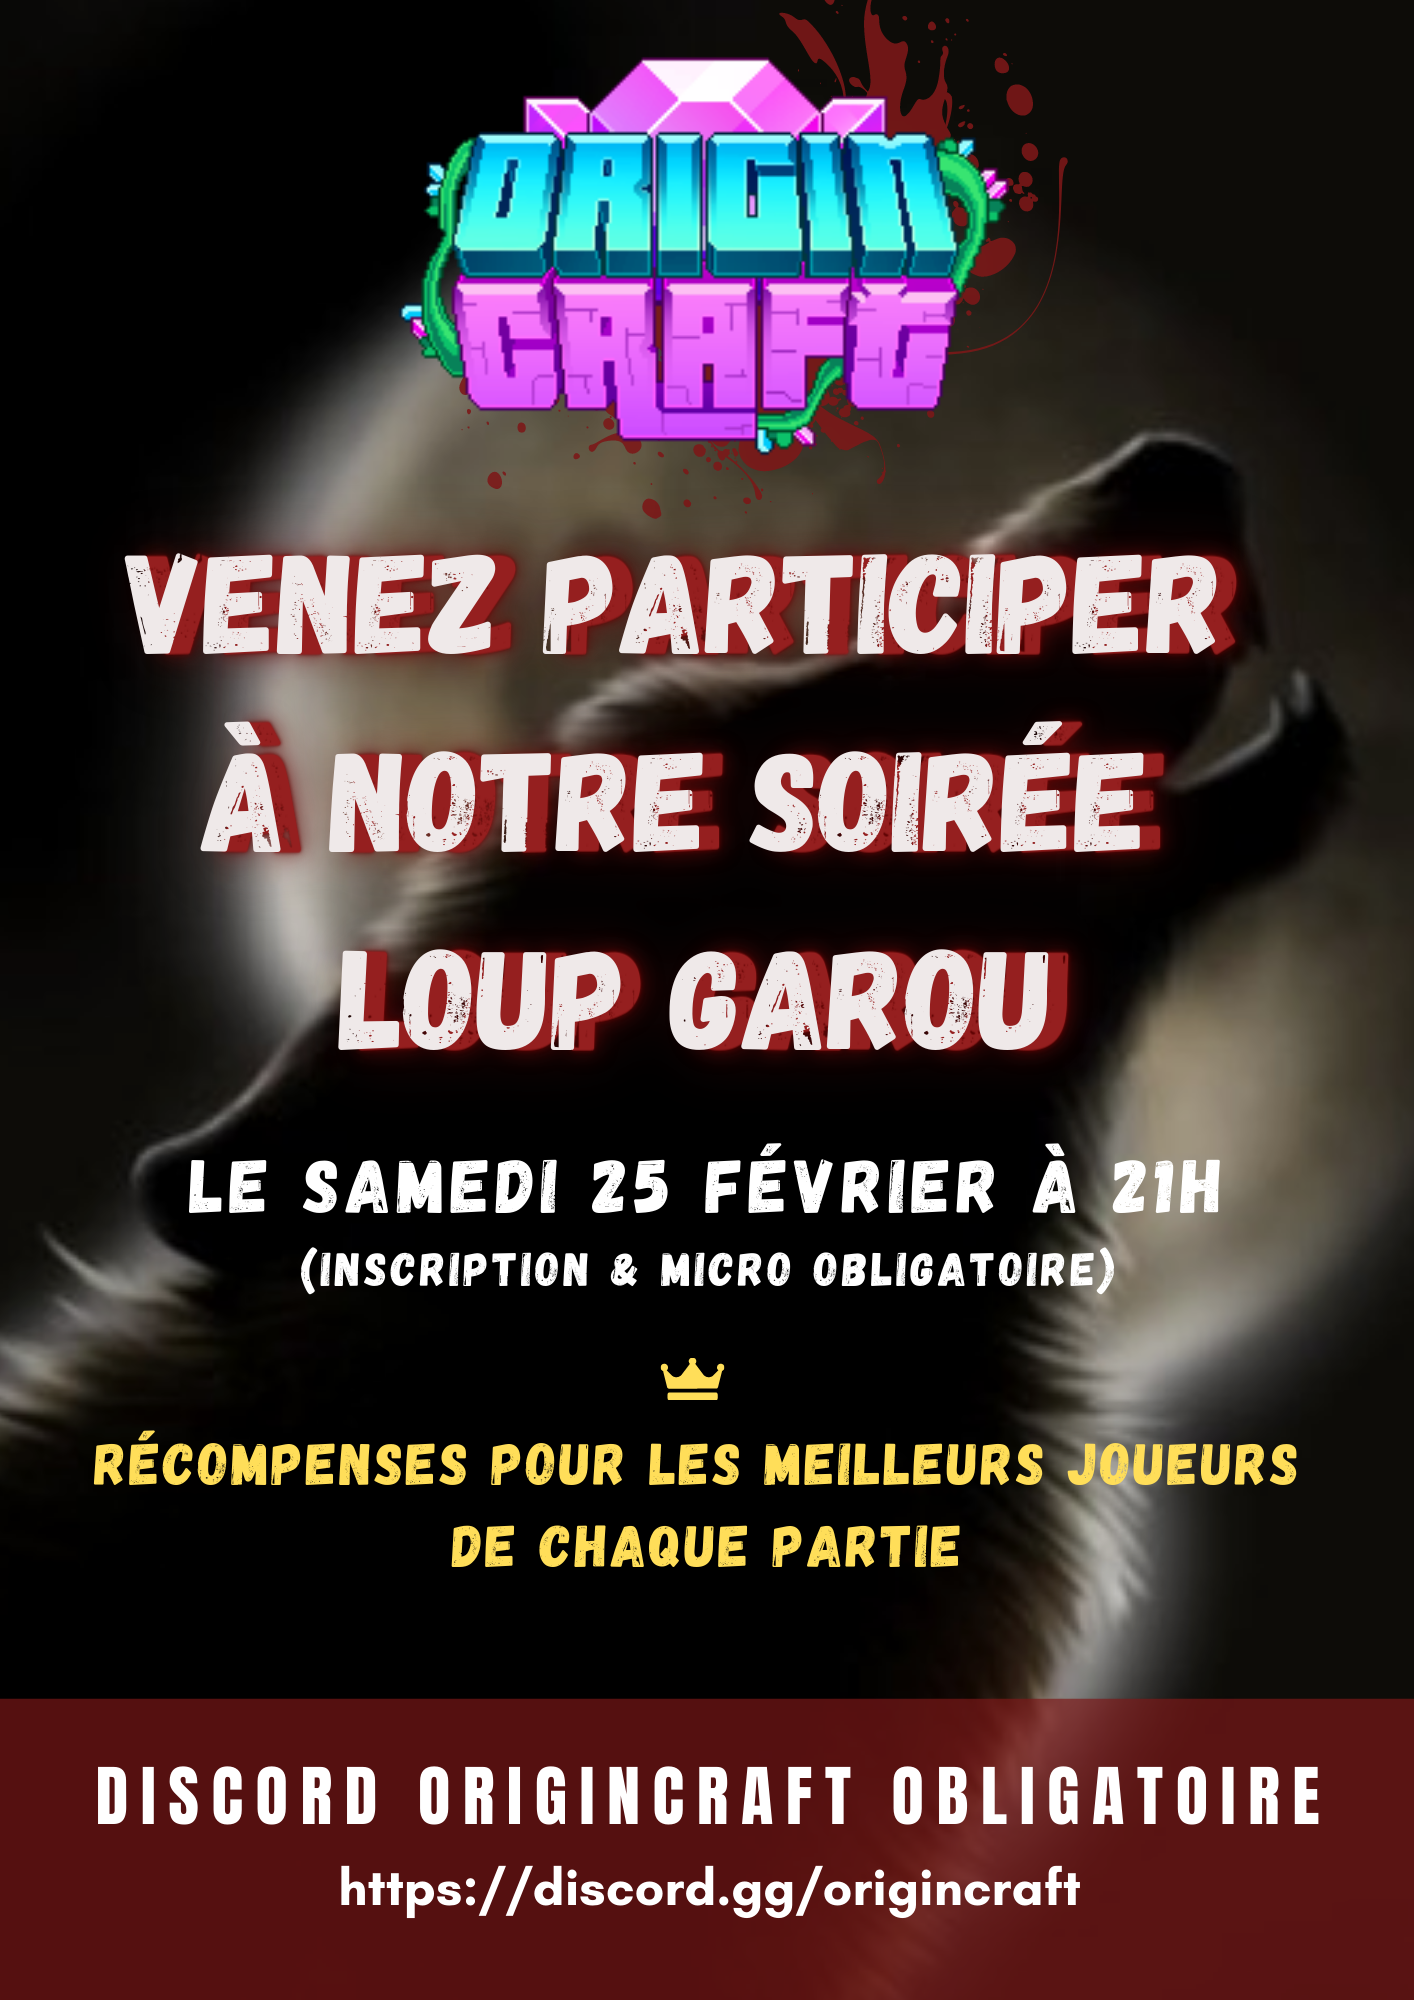 ORIGIN
CRAFT
VENEZ PARTICIPER
À NOTRE SOIRÉE
LOUP GAROU
LE SAMEDI 25 FÉVRIER À 21H
(INSCRIPTION & MICRO OBLIGATOIRE)
RÉCOMPENSES POUR LES MEILLEURS JOUEURS
DE CHAQUE PARTIE
DISCORD ORIGINCRAFT OBLIGATOIRE
https://discord.gg/origincraft